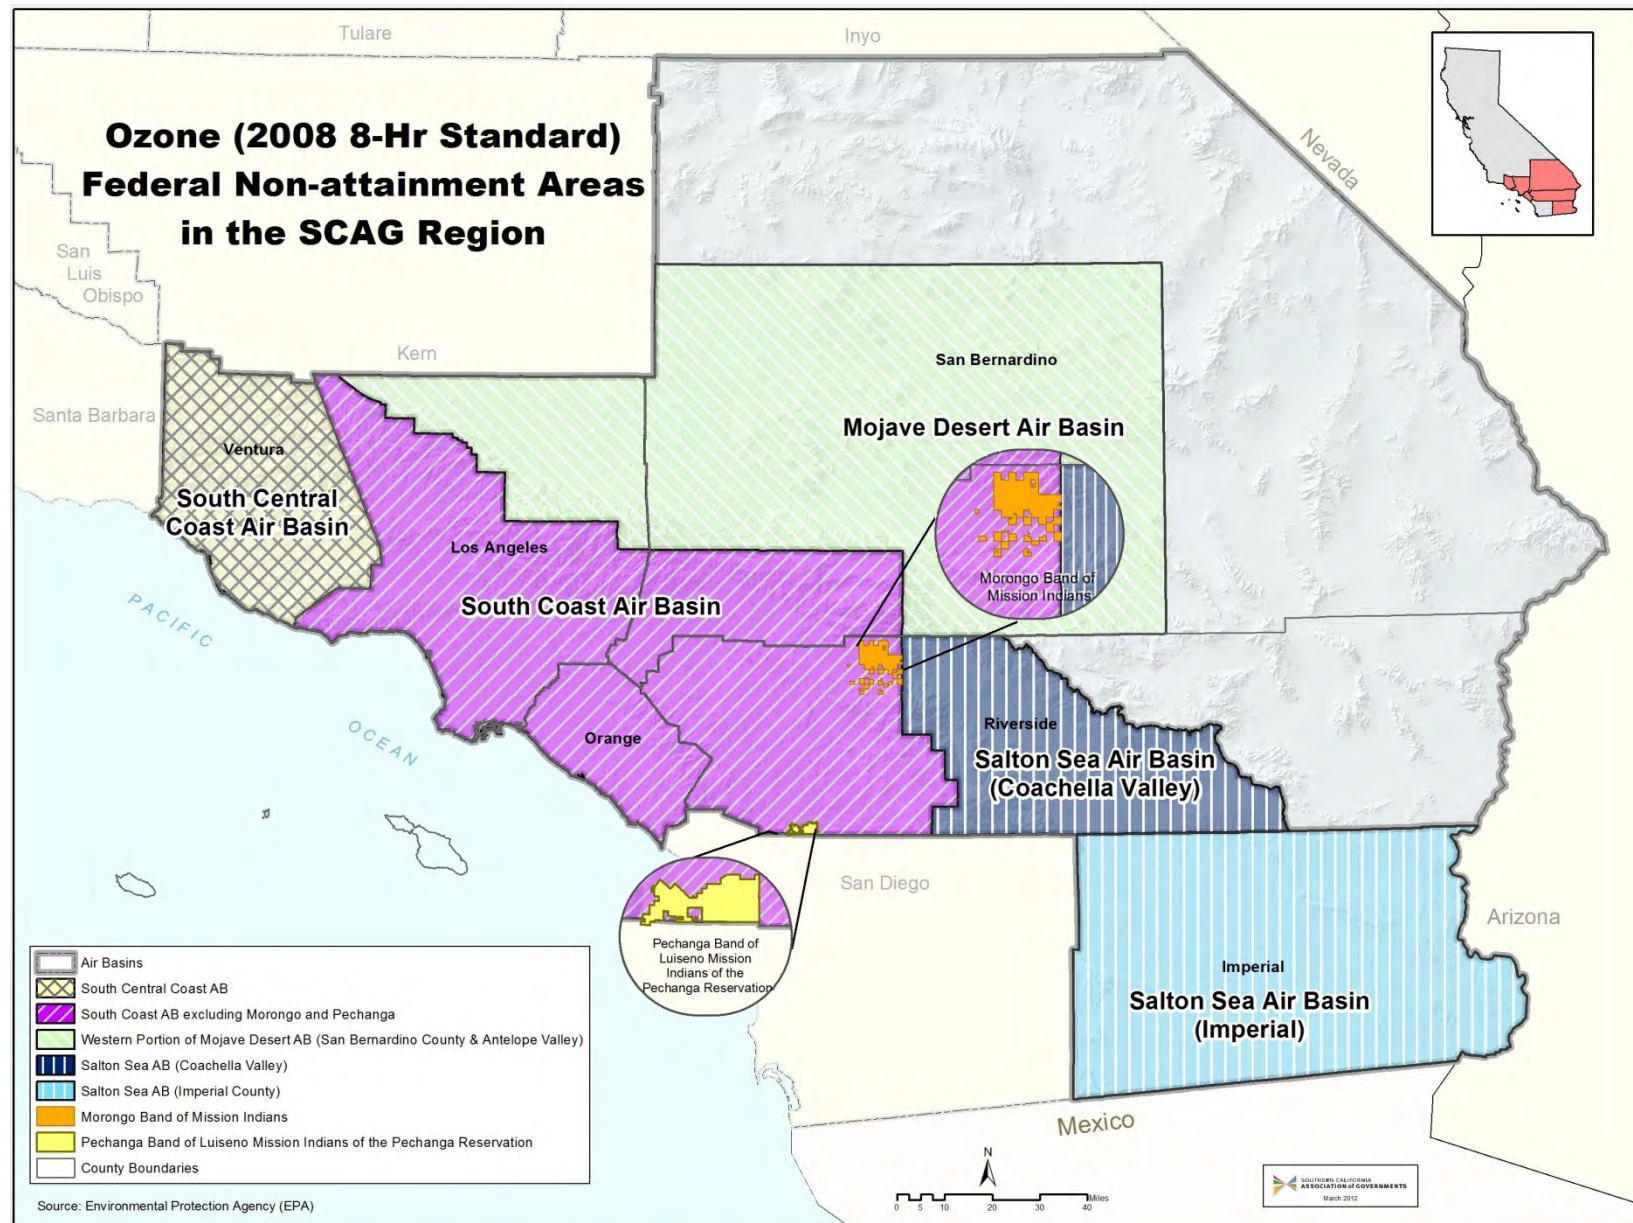 Tulare
Inyo
Ozone (2008 8-Hr Standard)
Federal Non-attainment Areas
in the SCAG Region
Nevada
San
Luis
Obispo
Kern
San Bernardino
Santa Barbara
Mojave Desert Air Basin
Ventura
South Central
Coast Air Basin
Los Angeles
Morongo Band of
Mission Indians
South Coast Air Basin
PACIFIC
OCEAN
Orange
Riverside
Salton Sea Air Basin
(Coachella Valley)
San Diego
Arizona
Pechanga Band of
Luiseno Mission
Indians of the
Pechanga Reservation
Imperial
Salton Sea Air Basin
(Imperial)
Air Basins
South Central Coast AB
South Coast AB excluding Morongo and Pechanga
Western Portion of Mojave Desert AB (San Bernardino County & Antelope Valley)
Salton Sea AB (Coachella Valley)
Salton Sea AB (Imperial County)
Morongo Band of Mission Indians
Pechanga Band of Luiseno Mission Indians of the Pechanga Reservation
County Boundaries
Mexico
N
Miles
0 5 10 20 30 40
SOUTHERN CALIFORNIA
ASSOCIATION of GOVERNMENTS
March 2012
Source: Environmental Protection Agency (EPA)